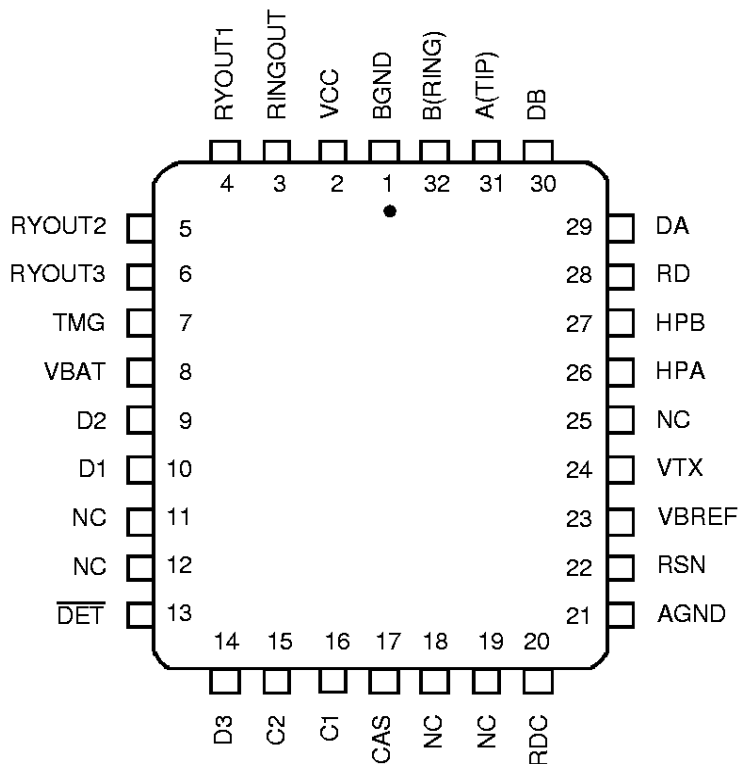 RYOUT1
RINGOUT
VCC
BGND
B(RING)
A(TIP)
DB
4 3 2 1 32 31 30
RYOUT2 5 29 DA
RYOUT3 6 28 RD
TMG 7 27 HPB
VBAT 8 26 HPA
D2 9 25 NC
D1 10 24 VTX
NC 11 23 VBREF
NC 12 22 RSN
DET 13 21 AGND
14 15 16 17 18 19 20
D3
C2
C1
CAS
NC
NC
RDC